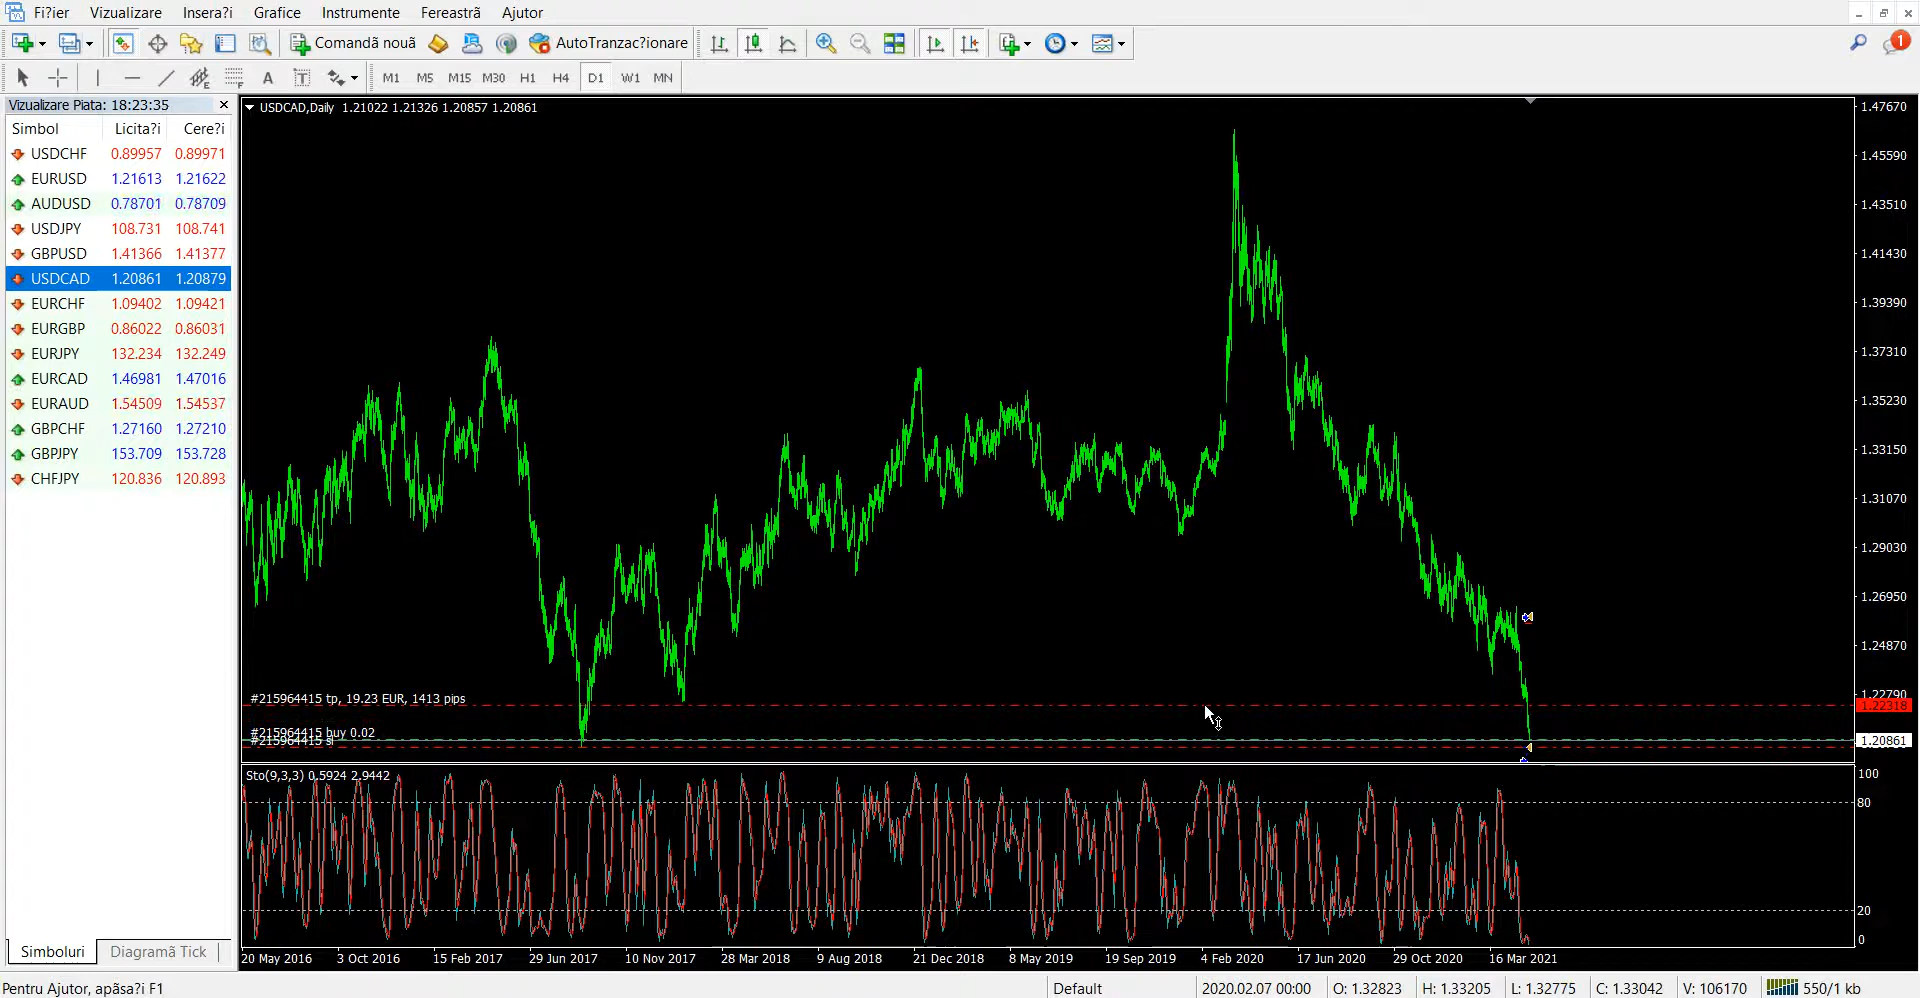 Fi?ier Vizualizare Insera?i Grafice Instrumente Fereastrã Ajutor
Comandã nouã AutoTranzac?ionare 1
A T M1 M5 M15 M30 H1 H4 D1 W1 MN
Vizualizare Piata: 18:23:35
Simbol Licita?i Cere?i
USDCHF 0.89957 0.89971
EURUSD 1.21613 1.21622
AUDUSD 0.78701 0.78709
USDJPY 108.731 108.741
GBPUSD 1.41366 1.41377
USDCAD 1.20861 1.20879
EURCHF 1.09402 1.09421
EURGBP 0.86022 0.86031
EURJPY 132.234 132.249
EURCAD 1.46981 1.47016
EURAUD 1.54509 1.54537
GBPCHF 1.27160 1.27210
GBPJPY 153.709 153.728
CHFJPY 120.836 120.893
Simboluri Diagramã Tick
USDCAD,Daily 1.21022 1.21326 1.20857 1.20861
1.47670
1.45590
1.43510
1.41430
1.39390
1.37310
1.35230
1.33150
1.31070
1.29030
1.26950
1.24870
1.22790
1.22318
1.20861
#215964415 tp, 19.23 EUR, 1413 pips
#215964415 buy 0.02
#215964415 sl
Sto(9,3,3) 0.5924 2.9442
100
80
20
0
20 May 2016 3 Oct 2016 15 Feb 2017 29 Jun 2017 10 Nov 2017 28 Mar 2018 9 Aug 2018 21 Dec 2018 8 May 2019 19 Sep 2019 4 Feb 2020 17 Jun 2020 29 Oct 2020 16 Mar 2021
Pentru Ajutor, apãsa?i F1 Default 2020.02.07 00:00 O: 1.32823 H: 1.33205 L: 1.32775 C: 1.33042 V: 106170 550/1 kb